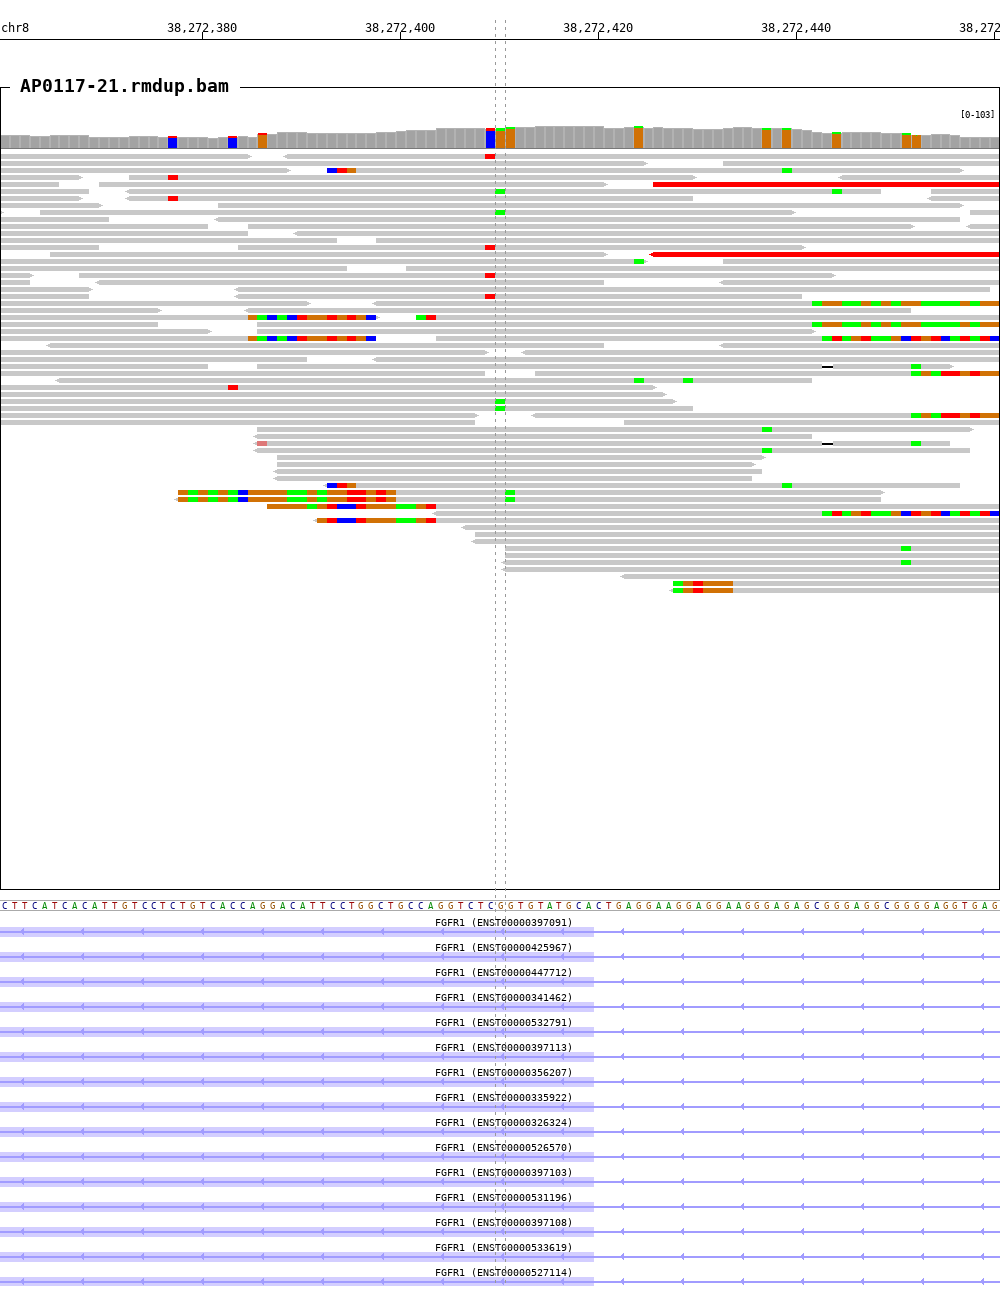 chr8 38,272,380 38,272,400 38,272,420 38,272,440 38,272
AP0117-21.rmdup.bam
[0-103]
C T T C A T C A C A T T G T C C T C T G T C A C C A G G A C A T T C C T G G C T G C C A G G T C T C G G T G T A T G C A C T G A G G A A G G A G G A A G G G A G A G C G G G A G G C G G G G A G G T G A G
FGFR1 (ENST00000397091)
FGFR1 (ENST00000425967)
FGFR1 (ENST00000447712)
FGFR1 (ENST00000341462)
FGFR1 (ENST00000532791)
FGFR1 (ENST00000397113)
FGFR1 (ENST00000356207)
FGFR1 (ENST00000335922)
FGFR1 (ENST00000326324)
FGFR1 (ENST00000526570)
FGFR1 (ENST00000397103)
FGFR1 (ENST00000531196)
FGFR1 (ENST00000397108)
FGFR1 (ENST00000533619)
FGFR1 (ENST00000527114)